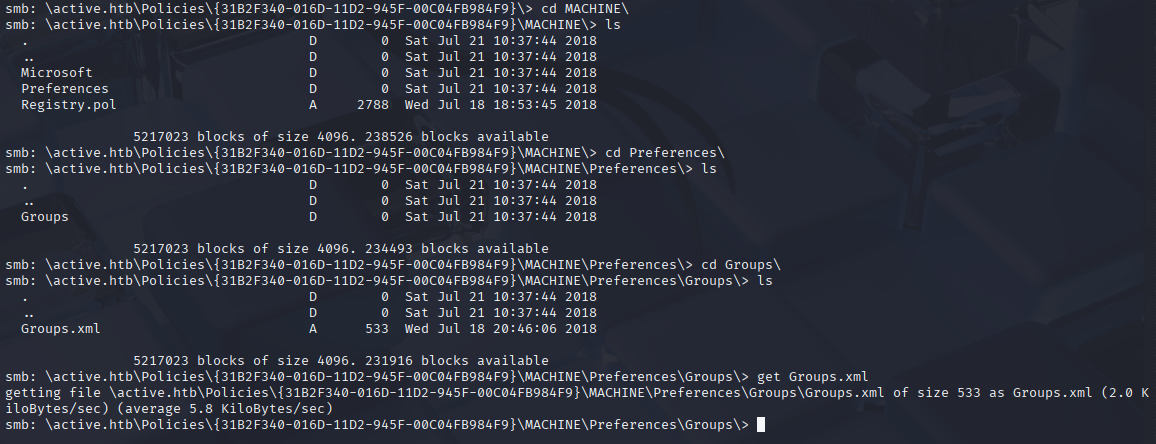 smb: \active.htb\Policies\{31B2F340-016D-11D2-945F-00C04FB984F9}\> cd MACHINE\
smb: \active.htb\Policies\{31B2F340-016D-11D2-945F-00C04FB984F9}\MACHINE\> ls
  .                                   D        0  Sat Jul 21 10:37:44 2018
  ..                                  D        0  Sat Jul 21 10:37:44 2018
  Microsoft                           D        0  Sat Jul 21 10:37:44 2018
  Preferences                         D        0  Sat Jul 21 10:37:44 2018
  Registry.pol                        A     2788  Wed Jul 18 18:53:45 2018
                5217023 blocks of size 4096. 238526 blocks available
smb: \active.htb\Policies\{31B2F340-016D-11D2-945F-00C04FB984F9}\MACHINE\> cd Preferences\
smb: \active.htb\Policies\{31B2F340-016D-11D2-945F-00C04FB984F9}\MACHINE\Preferences\> ls
  .                                   D        0  Sat Jul 21 10:37:44 2018
  ..                                  D        0  Sat Jul 21 10:37:44 2018
  Groups                              D        0  Sat Jul 21 10:37:44 2018
                5217023 blocks of size 4096. 234493 blocks available
smb: \active.htb\Policies\{31B2F340-016D-11D2-945F-00C04FB984F9}\MACHINE\Preferences\> cd Groups\
smb: \active.htb\Policies\{31B2F340-016D-11D2-945F-00C04FB984F9}\MACHINE\Preferences\Groups\> ls
  .                                   D        0  Sat Jul 21 10:37:44 2018
  ..                                  D        0  Sat Jul 21 10:37:44 2018
  Groups.xml                          A      533  Wed Jul 18 20:46:06 2018
                5217023 blocks of size 4096. 231916 blocks available
smb: \active.htb\Policies\{31B2F340-016D-11D2-945F-00C04FB984F9}\MACHINE\Preferences\Groups\> get Groups.xml
getting file \active.htb\Policies\{31B2F340-016D-11D2-945F-00C04FB984F9}\MACHINE\Preferences\Groups\Groups.xml of size 533 as Groups.xml (2.0 K
iloBytes/sec) (average 5.8 KiloBytes/sec)
smb: \active.htb\Policies\{31B2F340-016D-11D2-945F-00C04FB984F9}\MACHINE\Preferences\Groups\>